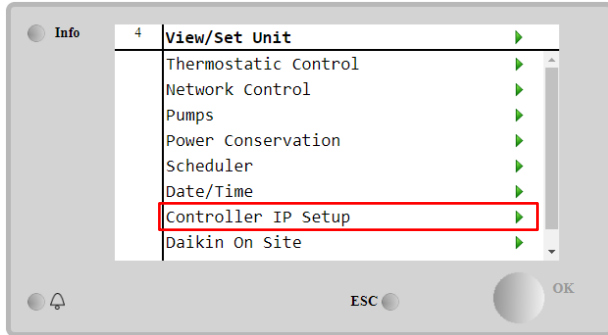 Info
4 View/Set Unit
Thermostatic Control
Network Control
Pumps
Power Conservation
Scheduler
Date/Time
Controller IP Setup
Daikin On Site
ESC
OK